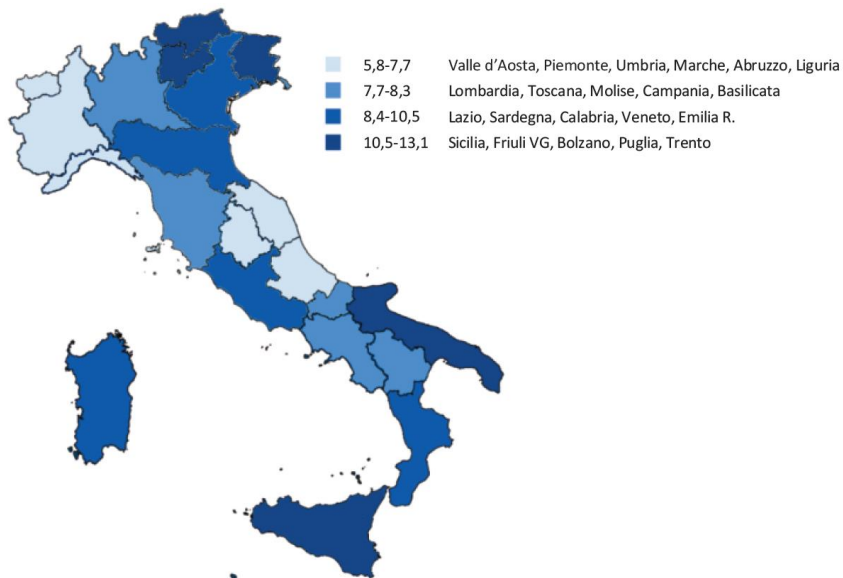 5,8-7,7 Valle d’Aosta, Piemonte, Umbria, Marche, Abruzzo, Liguria
7,7-8,3 Lombardia, Toscana, Molise, Campania, Basilicata
8,4-10,5 Lazio, Sardegna, Calabria, Veneto, Emilia R.
10,5-13,1 Sicilia, Friuli VG, Bolzano, Puglia, Trento